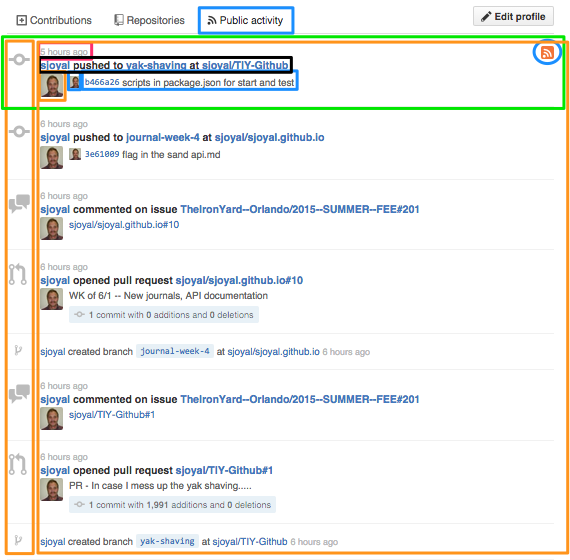 Contributions Repositories Public activity Edit profile
5 hours ago
sjoyal pushed to yak-shaving at sjoyal/TIY-Github
b466a26 scripts in package.json for start and test
6 hours ago
sjoyal pushed to journal-week-4 at sjoyal/sjoyal.github.io
3e61009 flag in the sand api.md
6 hours ago
sjoyal commented on issue TheIronYard--Orlando/2015--SUMMER--FEE#201
sjoyal/sjoyal.github.io#10
6 hours ago
sjoyal opened pull request sjoyal/sjoyal.github.io#10
WK of 6/1 -- New journals, API documentation
1 commit with 0 additions and 0 deletions
sjoyal created branch journal-week-4 at sjoyal/sjoyal.github.io 6 hours ago
6 hours ago
sjoyal commented on issue TheIronYard--Orlando/2015--SUMMER--FEE#201
sjoyal/TIY-Github#1
6 hours ago
sjoyal opened pull request sjoyal/TIY-Github#1
PR - In case I mess up the yak shaving.....
1 commit with 1,991 additions and 0 deletions
sjoyal created branch yak-shaving at sjoyal/TIY-Github 6 hours ago